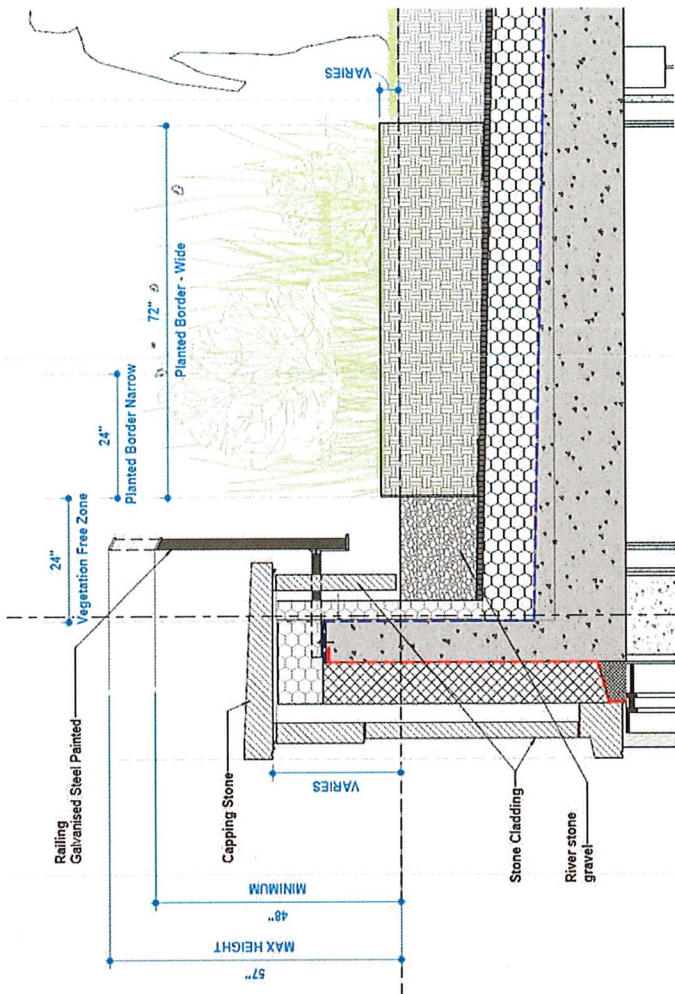 Railing
Galvanised Steel Painted
Capping Stone
57"
MAX HEIGHT
48"
MINIMUM
VARIES
24"
Vegetation Free Zone
24"
Planted Border Narrow
72"
Planted Border - Wide
VARIES
Stone Cladding
River stone
gravel